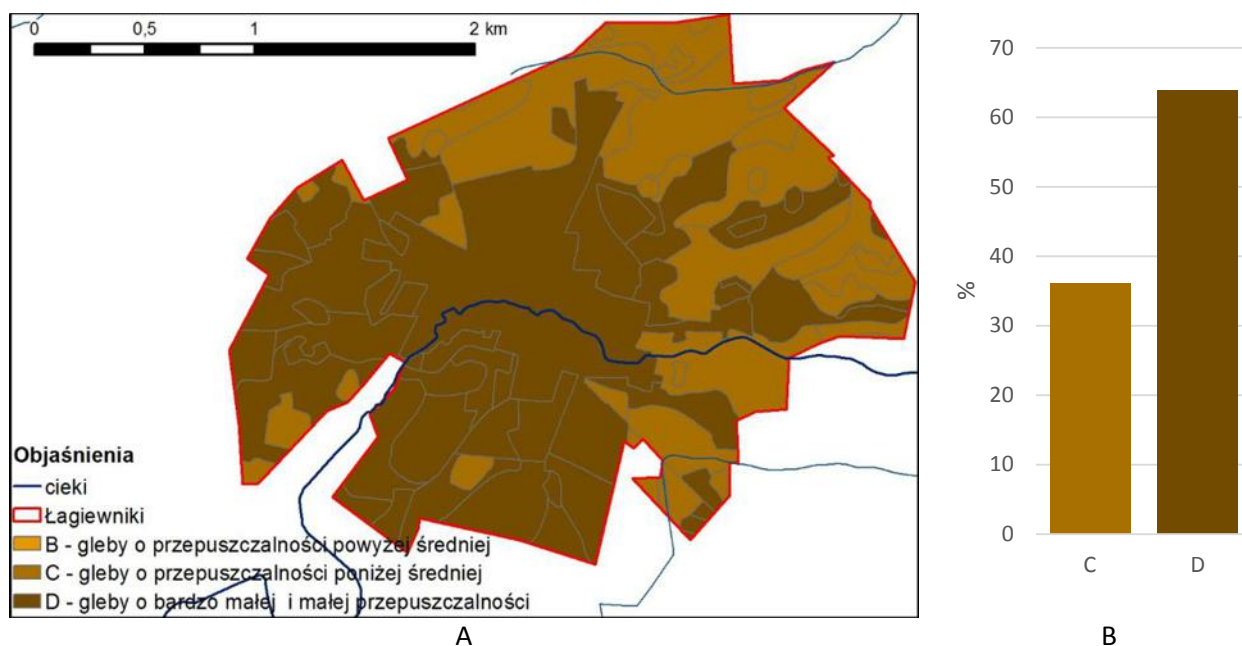 0 0,5 1 2 km
Objaśnienia
cieki
Łagiewniki
B - gleby o przepuszczalności powyżej średniej
C - gleby o przepuszczalności poniżej średniej
D - gleby o bardzo małej i małej przepuszczalności
A
70
60
50
40
30
20
10
0
%
C D
B